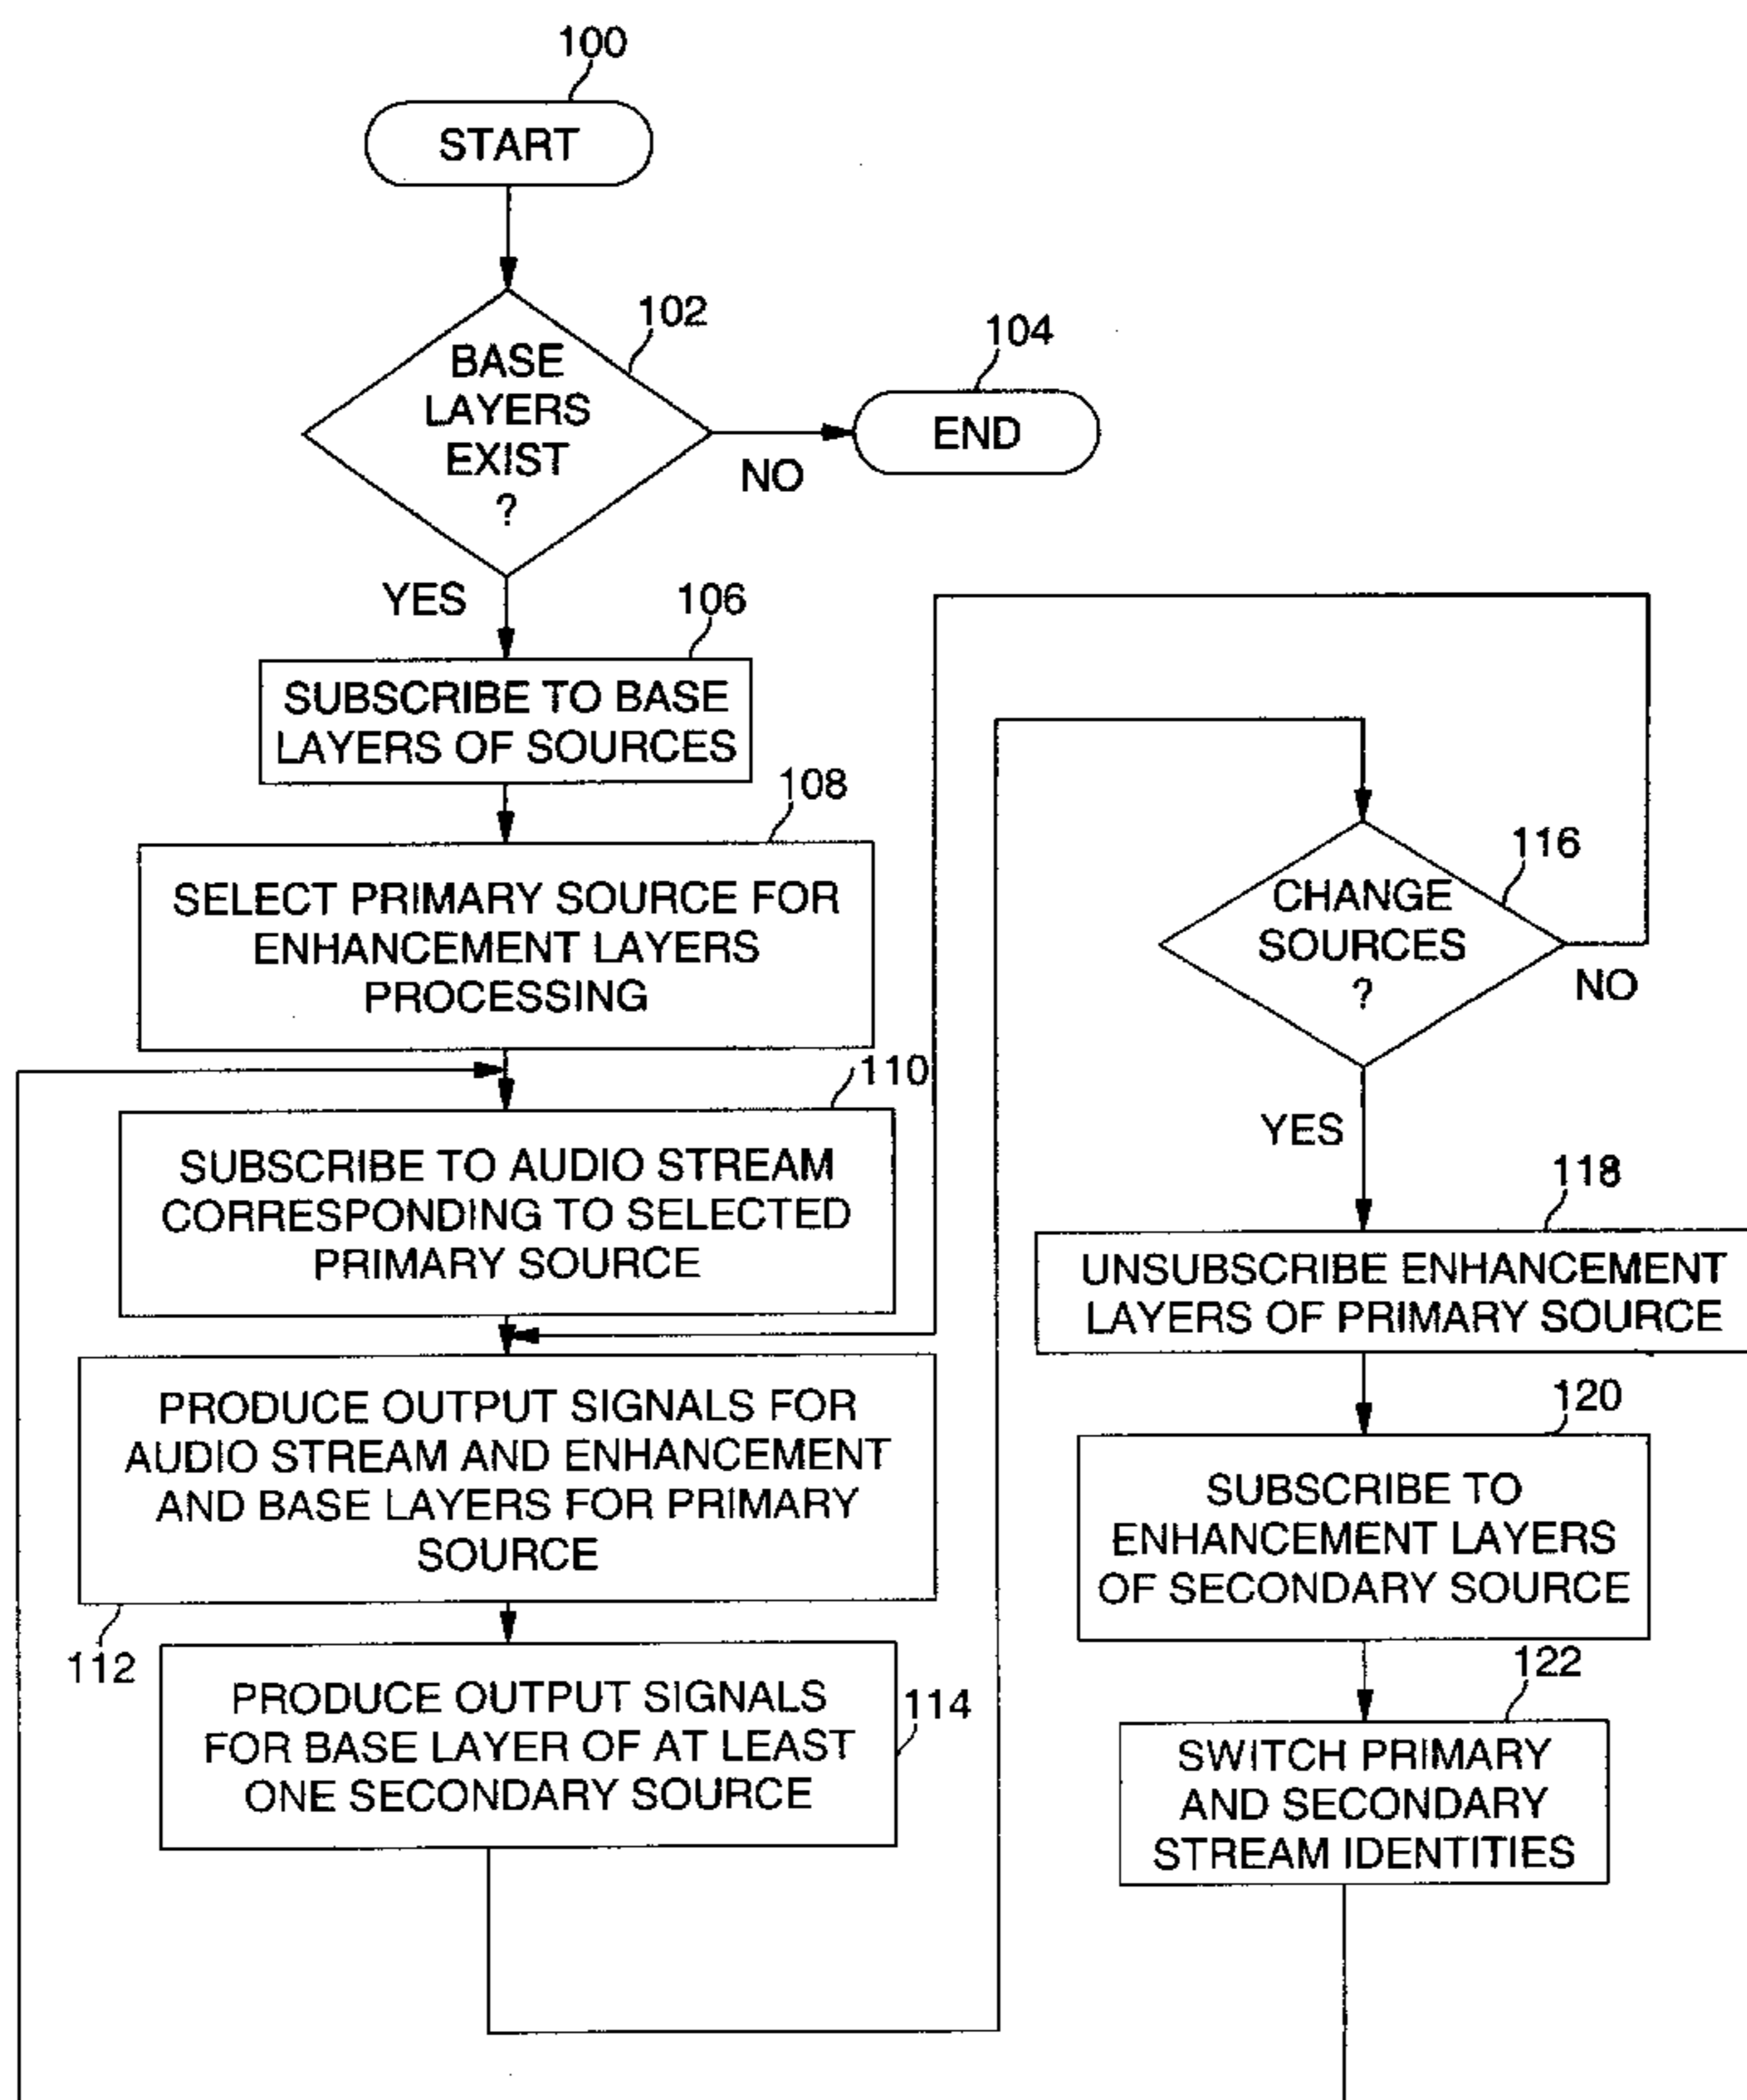 100
START
102
BASE
LAYERS
EXIST
?
104
END
NO
YES
106
SUBSCRIBE TO BASE
LAYERS OF SOURCES
108
SELECT PRIMARY SOURCE FOR
ENHANCEMENT LAYERS
PROCESSING
110
SUBSCRIBE TO AUDIO STREAM
CORRESPONDING TO SELECTED
PRIMARY SOURCE
PRODUCE OUTPUT SIGNALS FOR
AUDIO STREAM AND ENHANCEMENT
AND BASE LAYERS FOR PRIMARY
SOURCE
112
PRODUCE OUTPUT SIGNALS
FOR BASE LAYER OF AT LEAST
ONE SECONDARY SOURCE
114
116
CHANGE
SOURCES
?
NO
YES
118
UNSUBSCRIBE ENHANCEMENT
LAYERS OF PRIMARY SOURCE
120
SUBSCRIBE TO
ENHANCEMENT LAYERS
OF SECONDARY SOURCE
122
SWITCH PRIMARY
AND SECONDARY
STREAM IDENTITIES